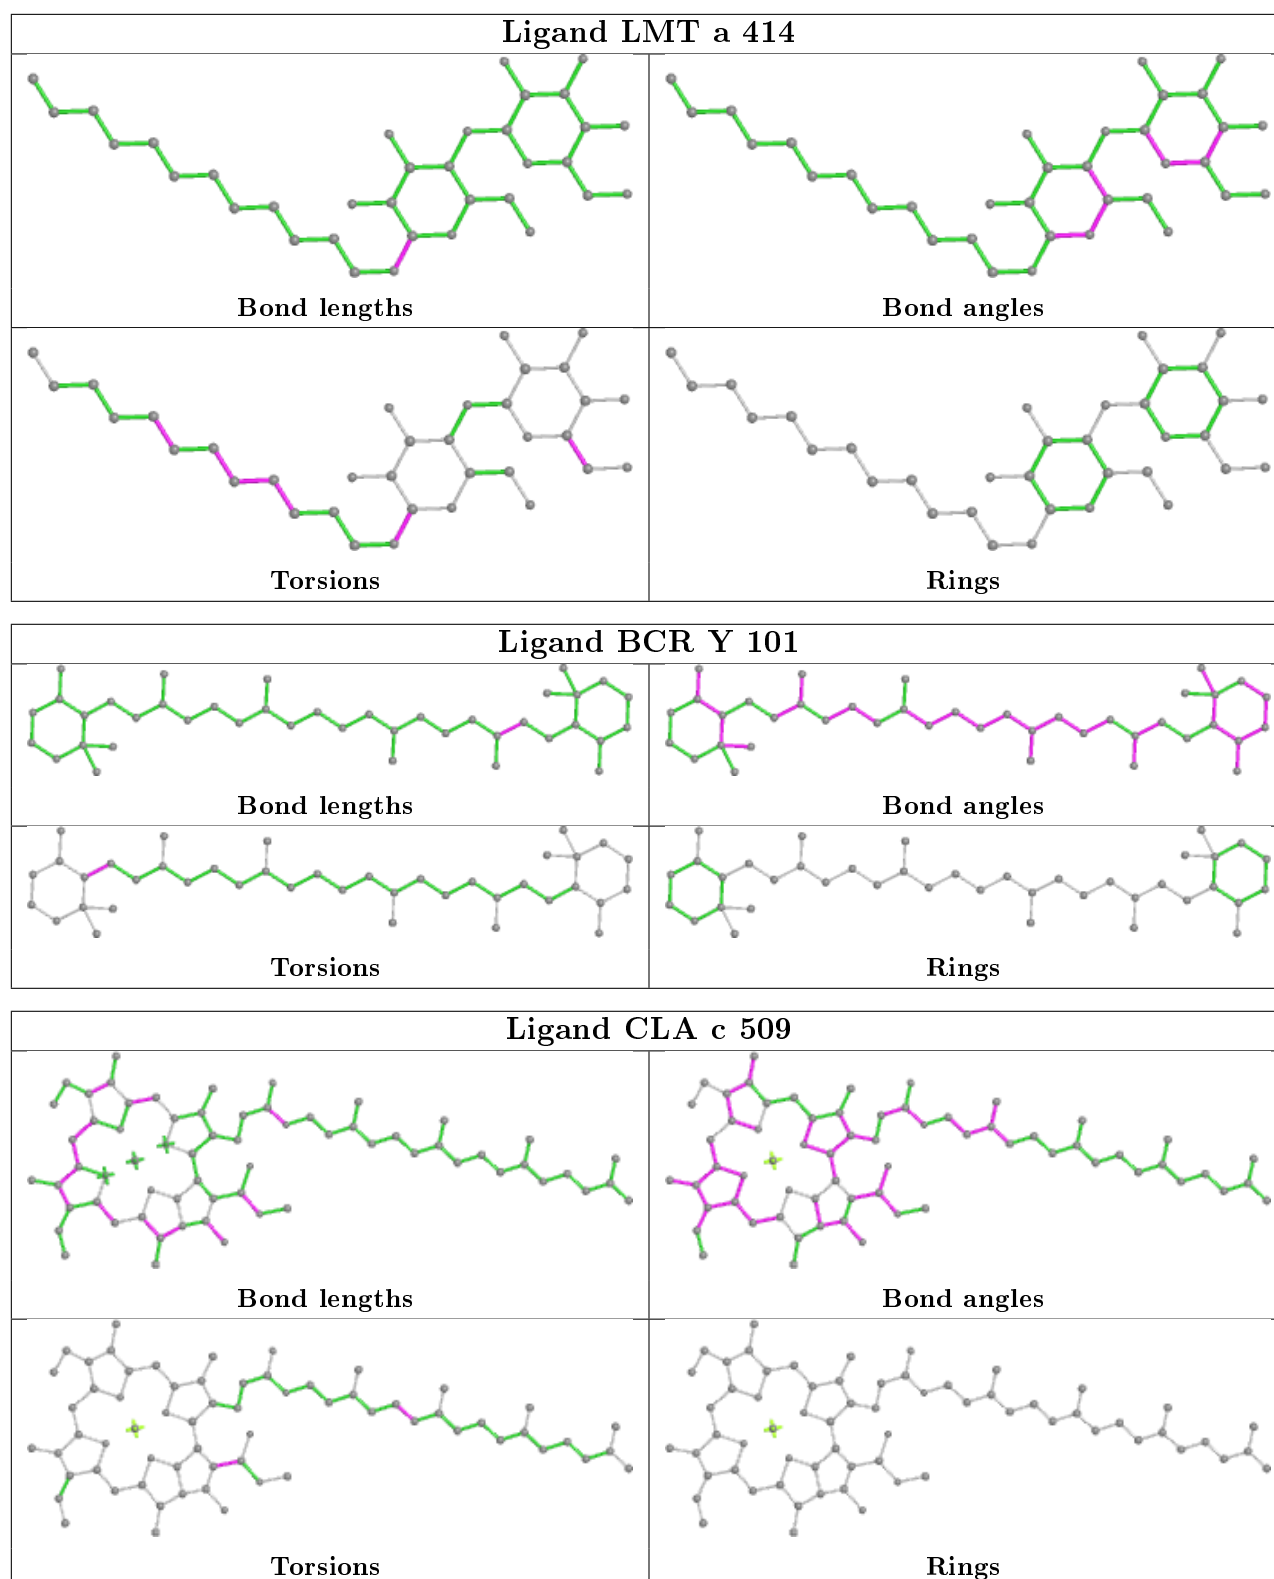 Ligand LMT a 414
Bond lengths
Bond angles
Torsions
Rings
Ligand BCR Y 101
Bond lengths
Bond angles
Torsions
Rings
Ligand CLA c 509
Bond lengths
Bond angles
Torsions
Rings